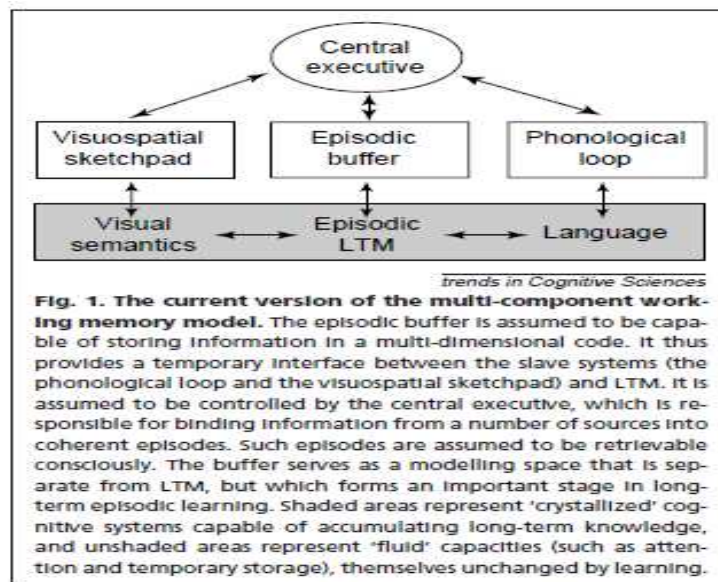 Central
executive
Visuospatial
sketchpad
Episodic
buffer
Phonological
loop
Visual
semantics
Episodic
LTM
Language
trends in Cognitive Sciences
Fig. 1. The current version of the multi-component work-
ing memory model. The episodic buffer is assumed to be capa-
ble of storing information in a multi-dimensional code. It thus
provides a temporary interface between the slave systems (the
phonological loop and the visuospatial sketchpad) and LTM. It is
assumed to be controlled by the central executive, which is re-
sponsible for binding information from a number of sources into
coherent episodes. Such episodes are assumed to be retrievable
consciously. The buffer serves as a modelling space that is sep-
arate from LTM, but which forms an important stage in long-
term episodic learning. Shaded areas represent 'crystallized' cog-
nitive systems capable of accumulating long-term knowledge,
and unshaded areas represent 'fluid' capacities (such as atten-
tion and temporary storage), themselves unchanged by learning.